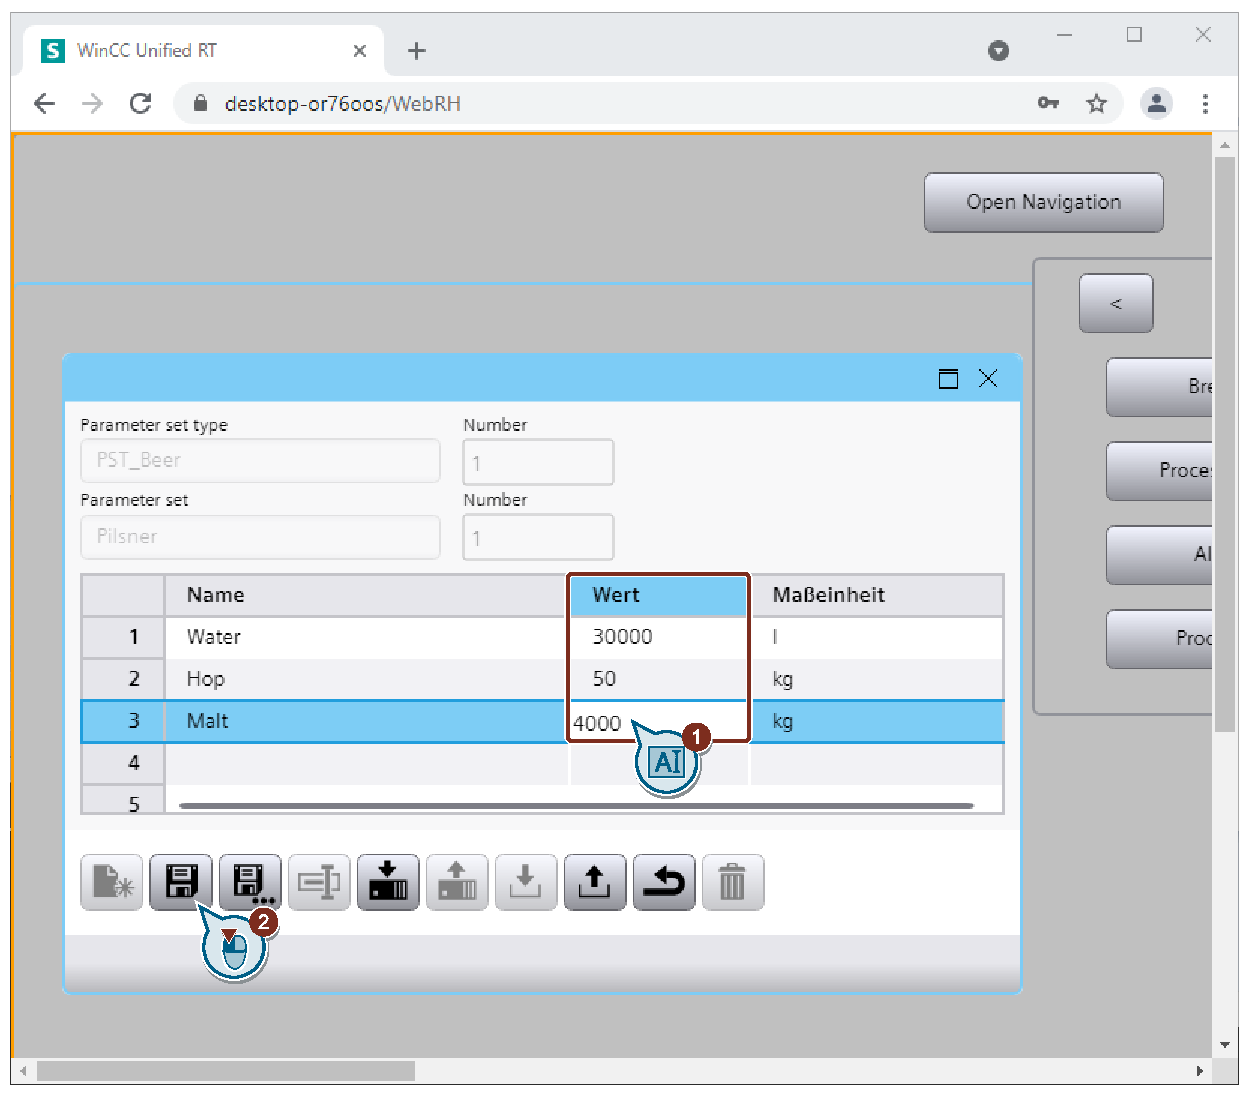 S WinCC Unified RT
desktop-or76oos/WebRH
Open Navigation
<
Bre
Proce
Al
Proc
Parameter set type Number
PST_Beer 1
Parameter set Number
Pilsner 1
Name Wert Maßeinheit
1 Water 30000 l
2 Hop 50 kg
3 Malt 4000 kg
4
5
1
AI
2